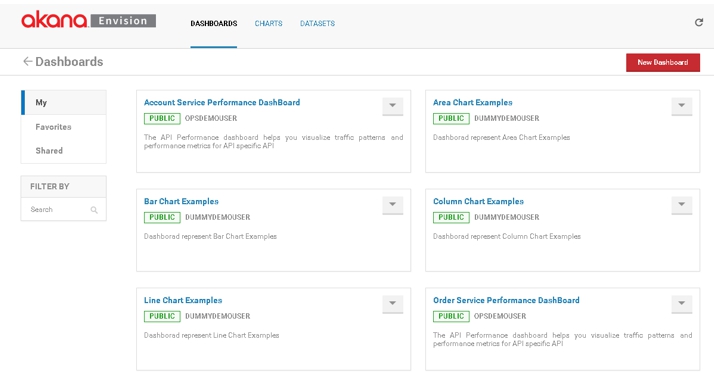 akana Envision
DASHBOARDS CHARTS DATASETS
Dashboards
New Dashboard
My
Favorites
Shared
FILTER BY
Search
Account Service Performance DashBoard
PUBLIC OPSDEMOUSER
The API Performance dashboard helps you visualize traffic patterns and
performance metrics for API specific API
Area Chart Examples
PUBLIC DUMMYDEMOUSER
Dashborad represent Area Chart Examples
Bar Chart Examples
PUBLIC DUMMYDEMOUSER
Dashborad represent Bar Chart Examples
Column Chart Examples
PUBLIC DUMMYDEMOUSER
Dashborad represent Column Chart Examples
Line Chart Examples
PUBLIC DUMMYDEMOUSER
Dashborad represent Line Chart Examples
Order Service Performance DashBoard
PUBLIC OPSDEMOUSER
The API Performance dashboard helps you visualize traffic patterns and
performance metrics for API specific API